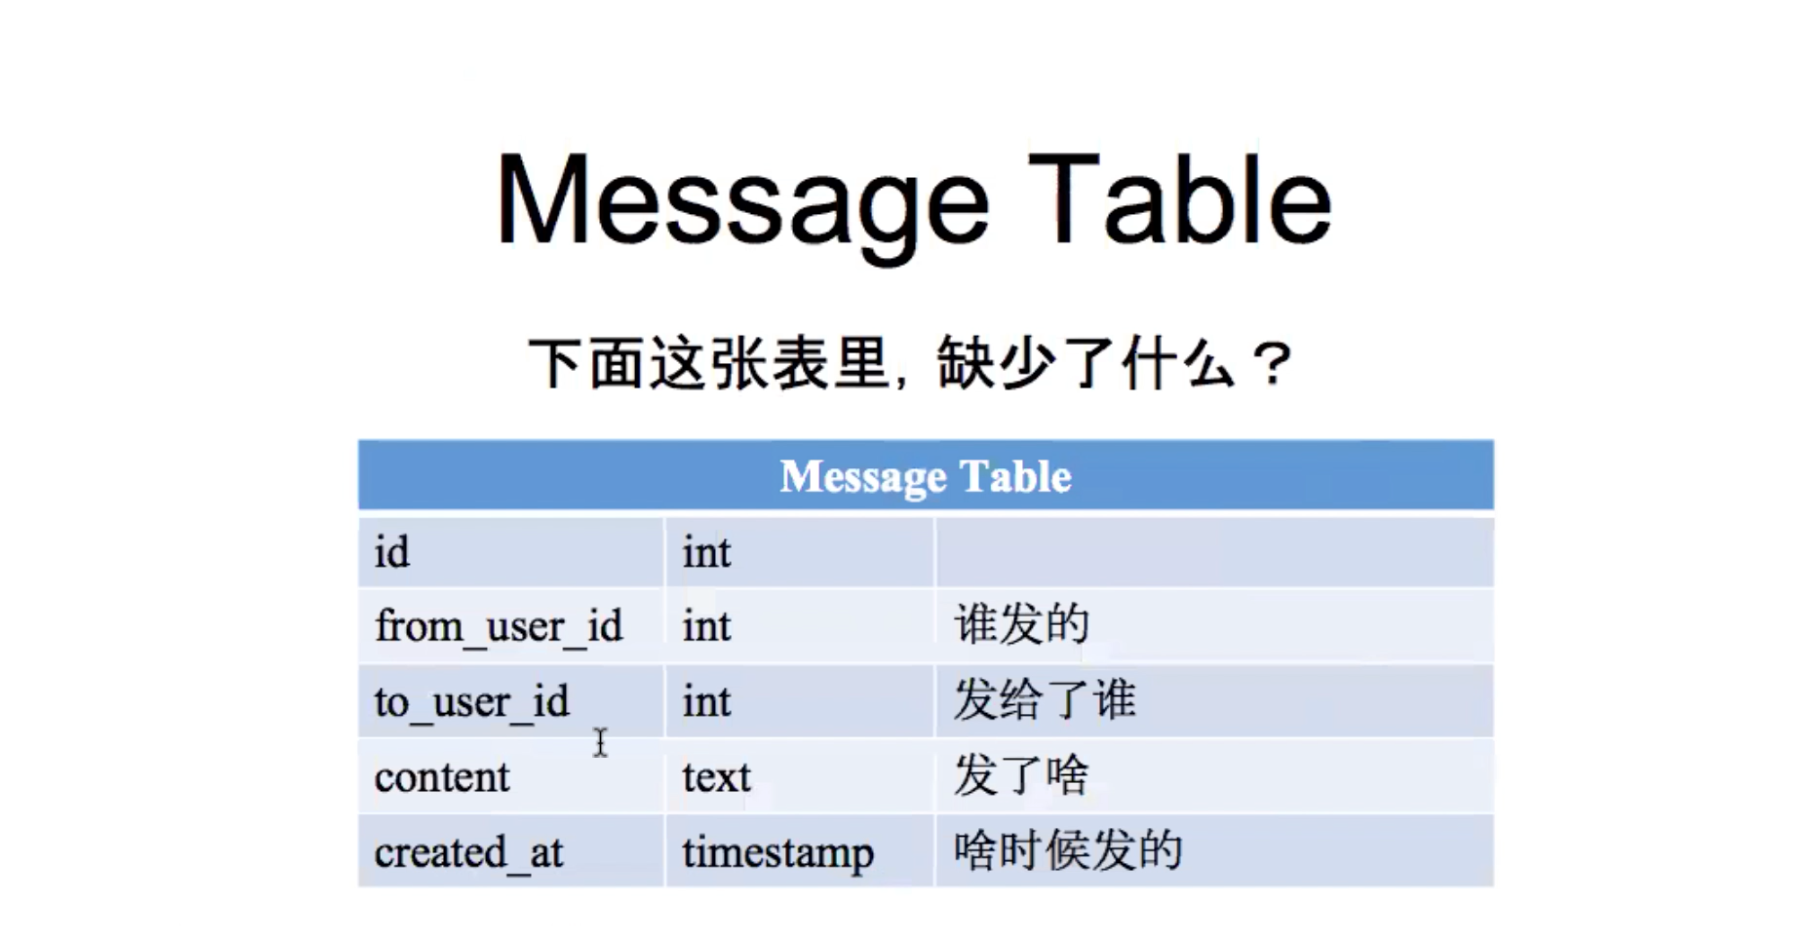 Message Table
下面这张表里, 缺少了什么?
Message Table
id int
from_user_id int 谁发的
to_user_id int 发给了谁
content text 发了啥
created_at timestamp 啥时候发的